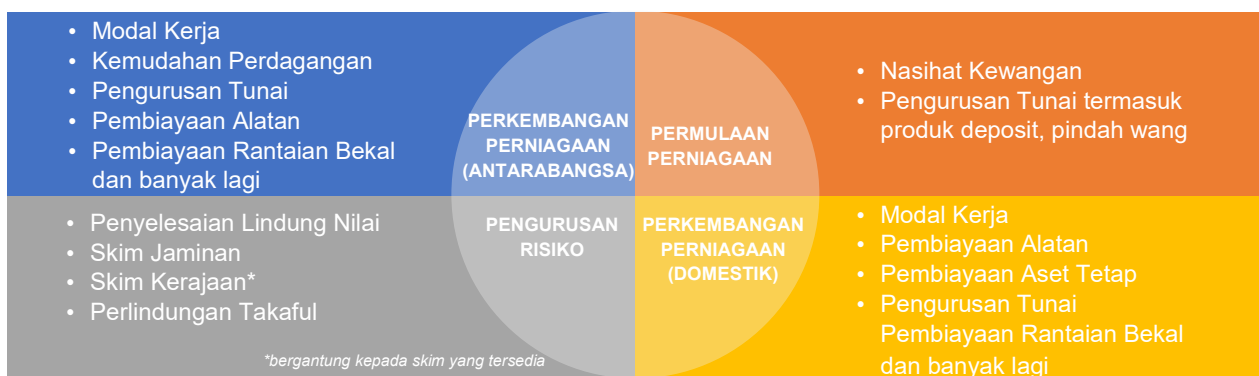 • Modal Kerja
• Kemudahan Perdagangan
• Pengurusan Tunai
• Pembiayaan Alatan
• Pembiayaan Rantaian Bekal
dan banyak lagi
PERKEMBANGAN
PERNIAGAAN
(ANTARABANGSA)
PERMULAAN
PERNIAGAAN
• Nasihat Kewangan
• Pengurusan Tunai termasuk
produk deposit, pindah wang
• Penyelesaian Lindung Nilai
• Skim Jaminan
• Skim Kerajaan*
• Perlindungan Takaful
*bergantung kepada skim yang tersedia
PENGURUSAN
RISIKO
PERKEMBANGAN
PERNIAGAAN
(DOMESTIK)
• Modal Kerja
• Pembiayaan Alatan
• Pembiayaan Aset Tetap
• Pengurusan Tunai
Pembiayaan Rantaian Bekal
dan banyak lagi